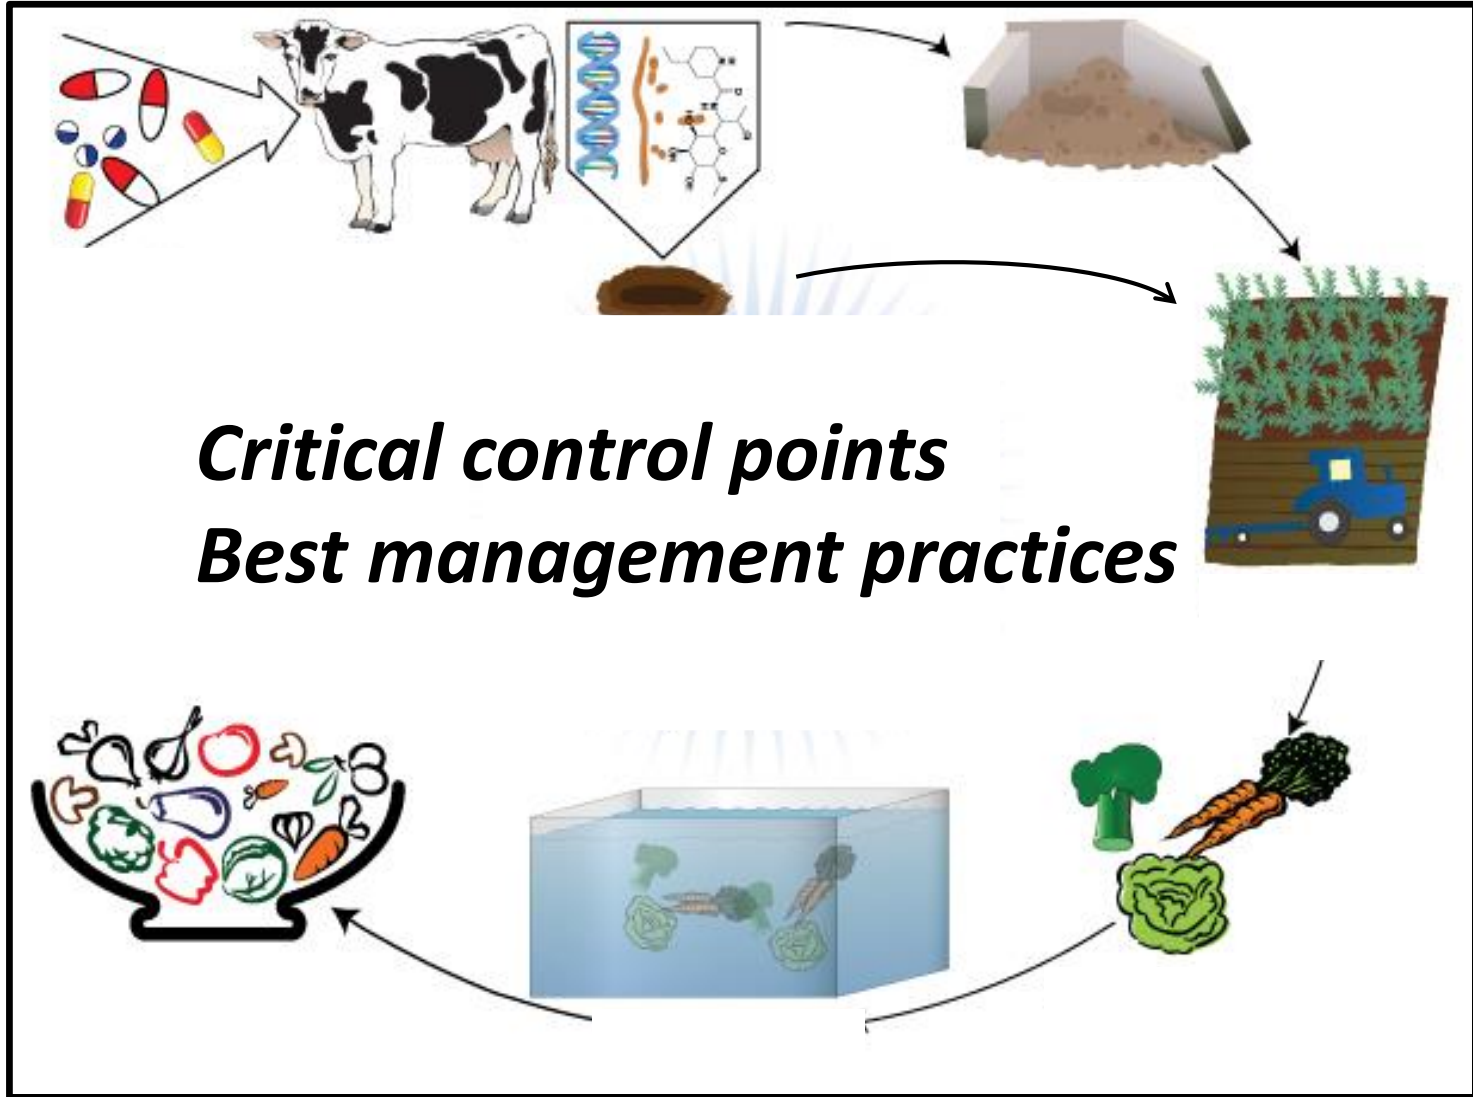 Critical control points
Best management practices